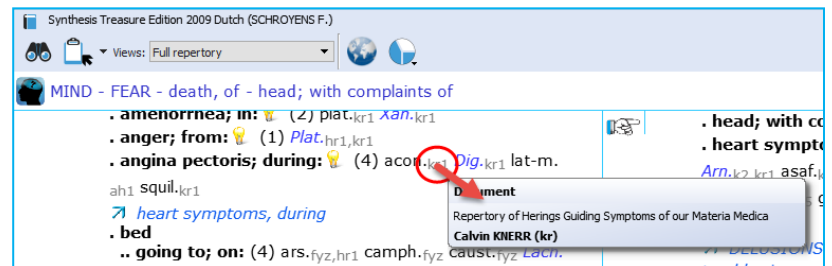 Synthesis Treasure Edition 2009 Dutch (SCHROYENS F.)
Views: Full repertory
MIND - FEAR - death, of - head; with complaints of
. amenorrhea; in: (2) plat.kr1 Xan.kr1
. anger; from: (1) Plat.hr1,kr1
. angina pectoris; during: (4) acon.kr1 Dig.kr1 lat-m.
ah1 squil.kr1
heart symptoms, during
. bed
.. going to; on: (4) ars.fyz,hr1 camph.fyz caust.fyz Lach.
. head; with co
. heart sympto
Arn.k2,kr1 asaf.k
Document
Repertory of Herings Guiding Symptoms of our Materia Medica
Calvin KNERR (kr)
DELUSIONS